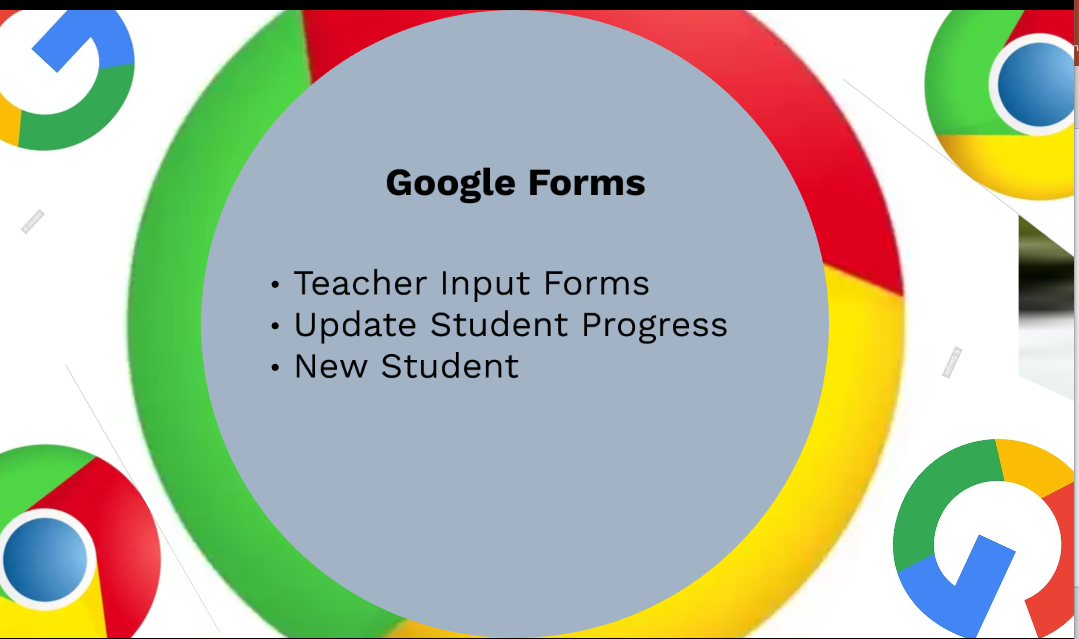 Google Forms
• Teacher Input Forms
• Update Student Progress
• New Student